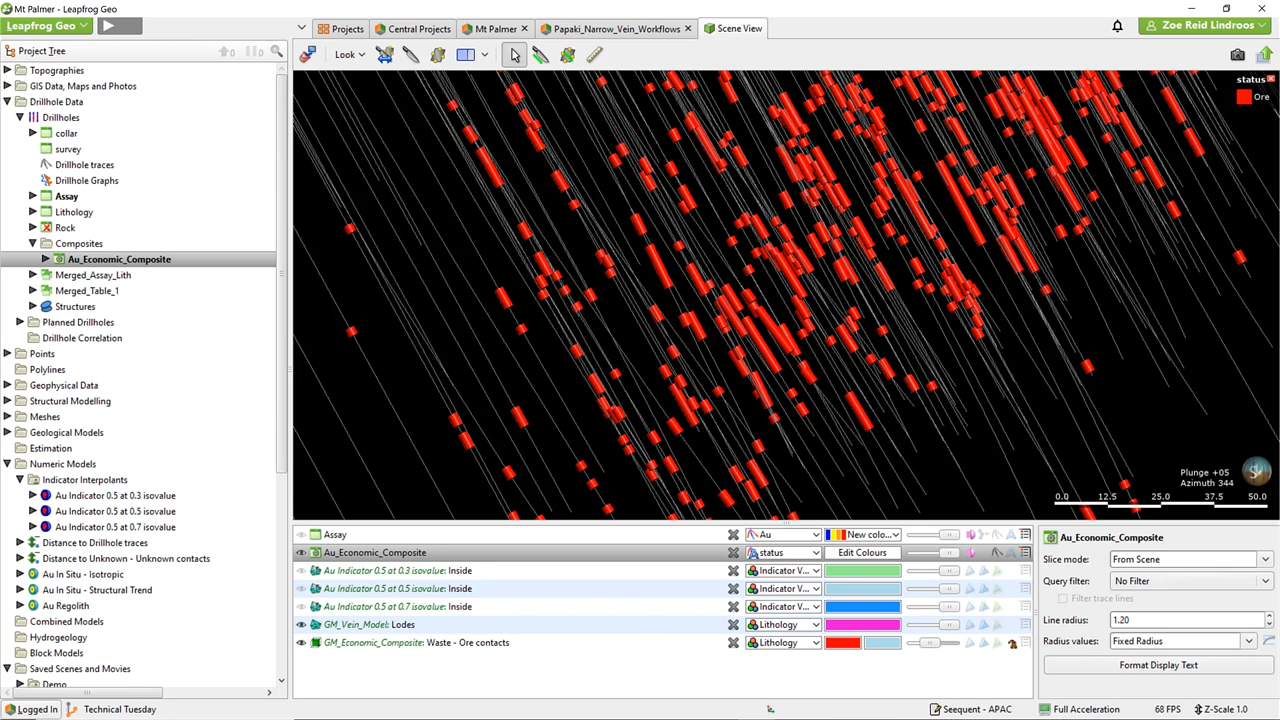 Mt Palmer - Leapfrog Geo
Leapfrog Geo
Projects
Central Projects
Mt Palmer
Papaki_Narrow_Vein_Workflows
Scene View
Zoe Reid Lindroos
Project Tree
0
0
Look
Topographies
GIS Data, Maps and Photos
Drillhole Data
Drillholes
collar
survey
Drillhole traces
Drillhole Graphs
Assay
Lithology
Rock
Composites
Au_Economic_Composite
Merged_Assay_Lith
Merged_Table_1
Structures
Planned Drillholes
Drillhole Correlation
Points
Polylines
Geophysical Data
Structural Modelling
Meshes
Geological Models
Estimation
Numeric Models
Indicator Interpolants
Au Indicator 0.5 at 0.3 isovalue
Au Indicator 0.5 at 0.5 isovalue
Au Indicator 0.5 at 0.7 isovalue
Distance to Drillhole traces
Distance to Unknown - Unknown contacts
Au In Situ - Isotropic
Au In Situ - Structural Trend
Au Regolith
Combined Models
Hydrogeology
Block Models
Saved Scenes and Movies
Demo
status
Ore
Plunge +05
Azimuth 344
0.0 12.5 25.0 37.5 50.0
Assay Au New colo...
Au_Economic_Composite status Edit Colours
Au Indicator 0.5 at 0.3 isovalue: Inside Indicator V...
Au Indicator 0.5 at 0.5 isovalue: Inside Indicator V...
Au Indicator 0.5 at 0.7 isovalue: Inside Indicator V...
GM_Vein_Model: Lodes Lithology
GM_Economic_Composite: Waste - Ore contacts Lithology
Au_Economic_Composite
Slice mode: From Scene
Query filter: No Filter
Filter trace lines
Line radius: 1.20
Radius values: Fixed Radius
Format Display Text
Logged In
Technical Tuesday
Seequent - APAC
Full Acceleration
68 FPS
Z-Scale 1.0